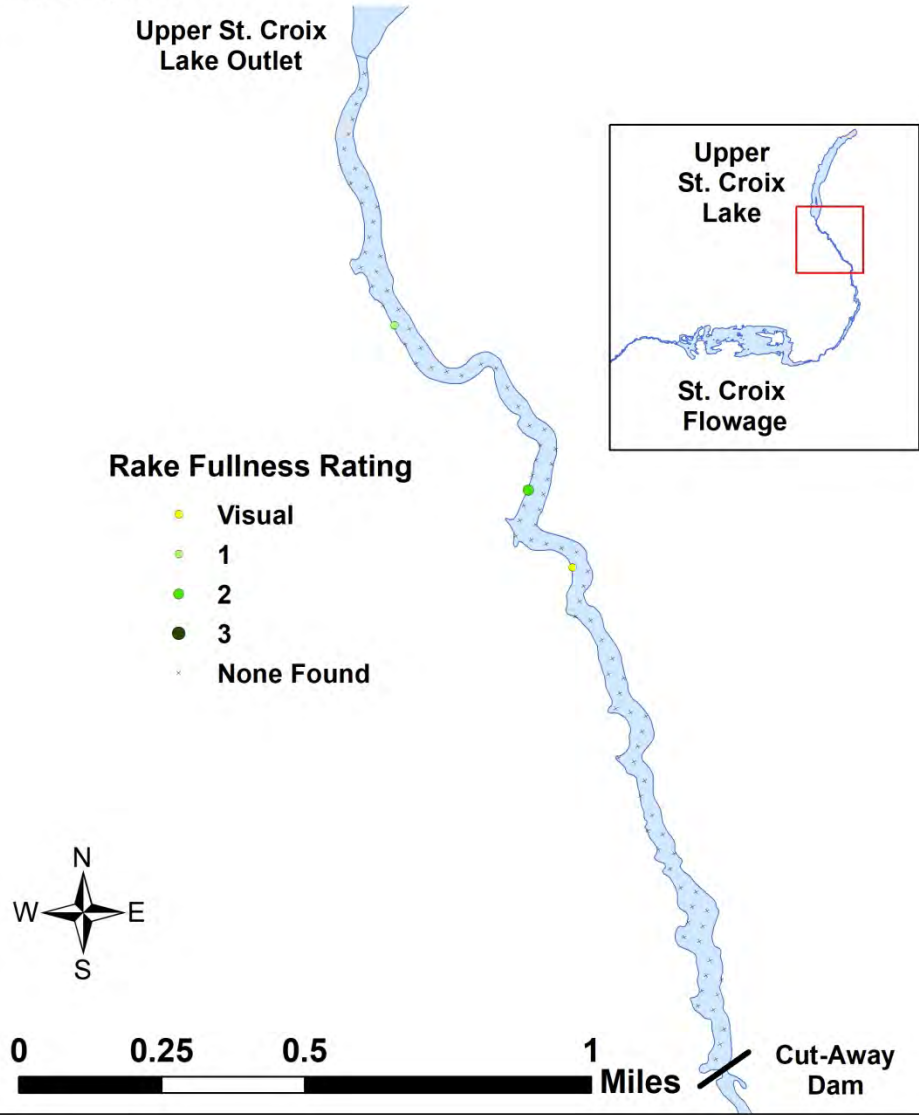 Upper St. Croix
Lake Outlet
Upper
St. Croix
Lake
St. Croix
Flowage
Rake Fullness Rating
Visual
1
2
3
None Found
N
W E
S
0 0.25 0.5 1
Miles
Cut-Away
Dam